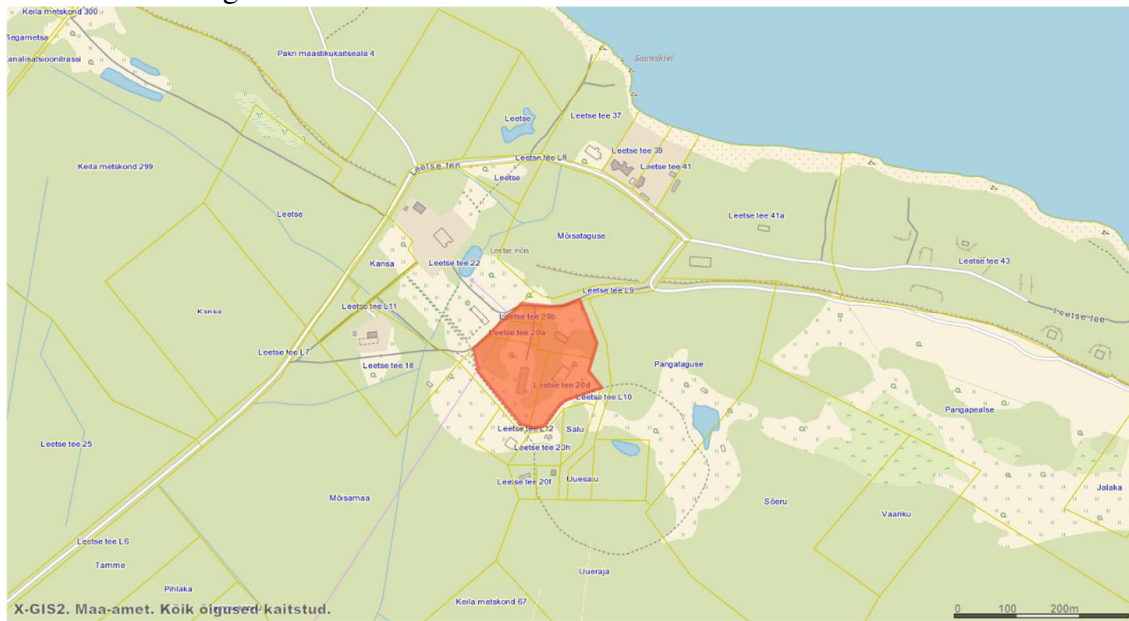 Keila metskond 300
Segametsa
Kanalisatsioonitrassi
Pakri maastikukaitseala 4
Leetse
Leetse tee 37
Leetse tee L8
Leetse tee 39
Leetse tee 41
Keila metskond 299
Leetse tee
Leetse
Leetse
Leetse tee 41a
Mõisataguse
Leetse mõis
Leetse tee 22
Kansa
Leetse tee 43
Leetse tee L9
Kansa
Leetse tee L11
Leetse tee
Leetse tee 20b
Leetse tee 20a
Leetse tee L7
Leetse tee 18
Pangataguse
Leetse tee 20d
Leetse tee L10
Pangapealse
Leetse tee L12
Salu
Leetse tee 25
Leetse tee 20h
Leetse tee 20f
Uuesalu
Jalaka
Mõisamaa
Sõeru
Vaariku
Leetse tee L6
Tamme
Uueraja
Pihlaka
Keila metskond 67
X-GIS2. Maa-amet. Kõik õigused kaitstud.
0 100 200m